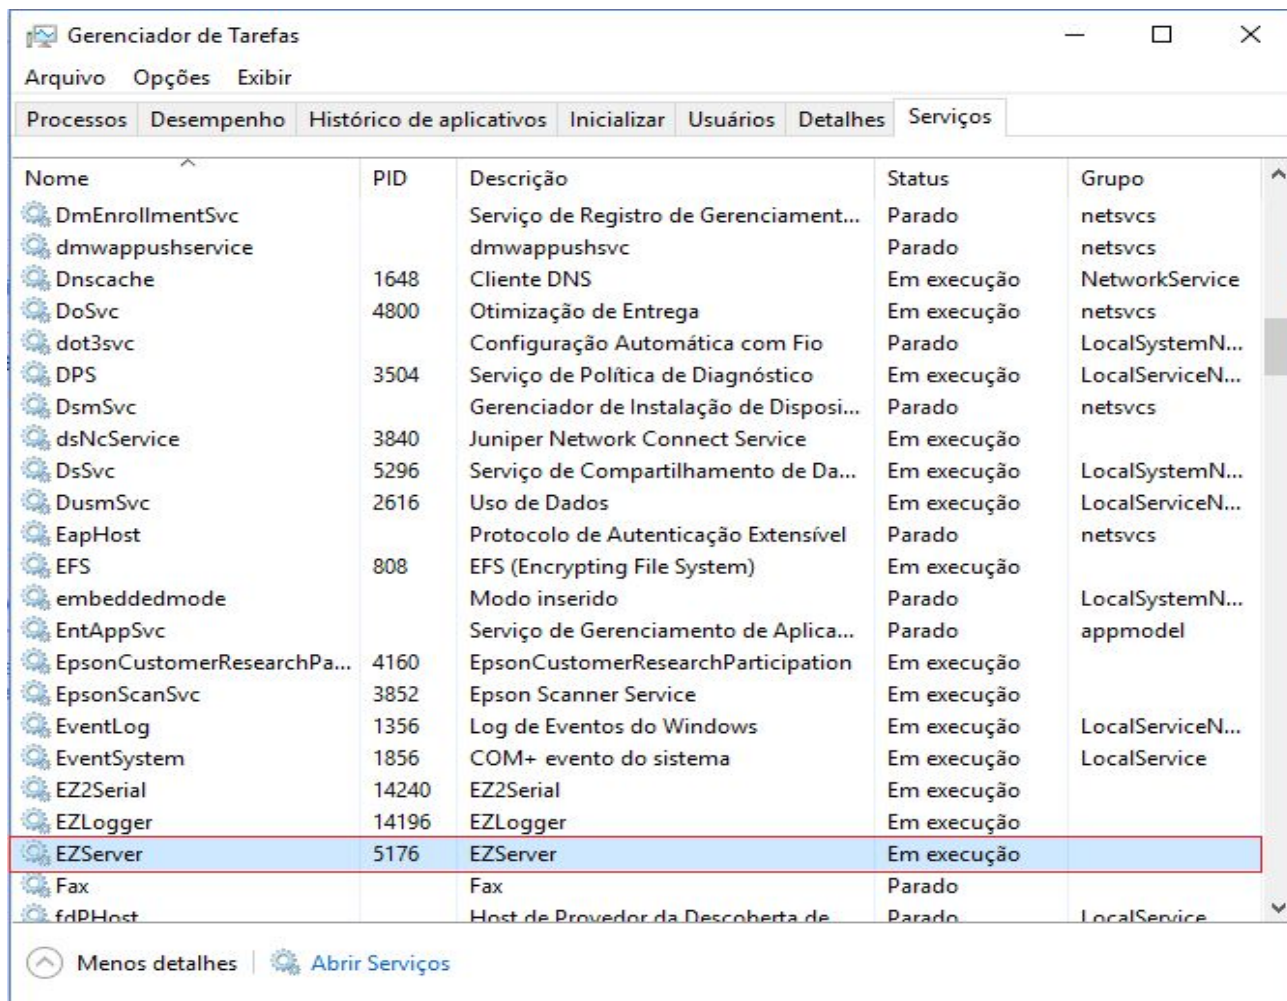 Gerenciador de Tarefas
Arquivo Opções Exibir
Processos Desempenho Histórico de aplicativos Inicializar Usuários Detalhes Serviços
Nome PID Descrição Status Grupo
DmEnrollmentSvc Serviço de Registro de Gerenciament... Parado netsvcs
dmwappushservice dmwappushsvc Parado netsvcs
Dnscache 1648 Cliente DNS Em execução NetworkService
DoSvc 4800 Otimização de Entrega Em execução netsvcs
dot3svc Configuração Automática com Fio Parado LocalSystemN...
DPS 3504 Serviço de Política de Diagnóstico Em execução LocalServiceN...
DsmSvc Gerenciador de Instalação de Disposi... Parado netsvcs
dsNcService 3840 Juniper Network Connect Service Em execução
DsSvc 5296 Serviço de Compartilhamento de Da... Em execução LocalSystemN...
DusmSvc 2616 Uso de Dados Em execução LocalServiceN...
EapHost Protocolo de Autenticação Extensível Parado netsvcs
EFS 808 EFS (Encrypting File System) Em execução
embeddedmode Modo inserido Parado LocalSystemN...
EntAppSvc Serviço de Gerenciamento de Aplica... Parado appmodel
EpsonCustomerResearchPa... 4160 EpsonCustomerResearchParticipation Em execução
EpsonScanSvc 3852 Epson Scanner Service Em execução
EventLog 1356 Log de Eventos do Windows Em execução LocalServiceN...
EventSystem 1856 COM+ evento do sistema Em execução LocalService
EZ2Serial 14240 EZ2Serial Em execução
EZLogger 14196 EZLogger Em execução
EZServer 5176 EZServer Em execução
Fax Fax Parado
fdPHost Host de Provedor da Descoberta de Parado LocalService
Menos detalhes Abrir Serviços